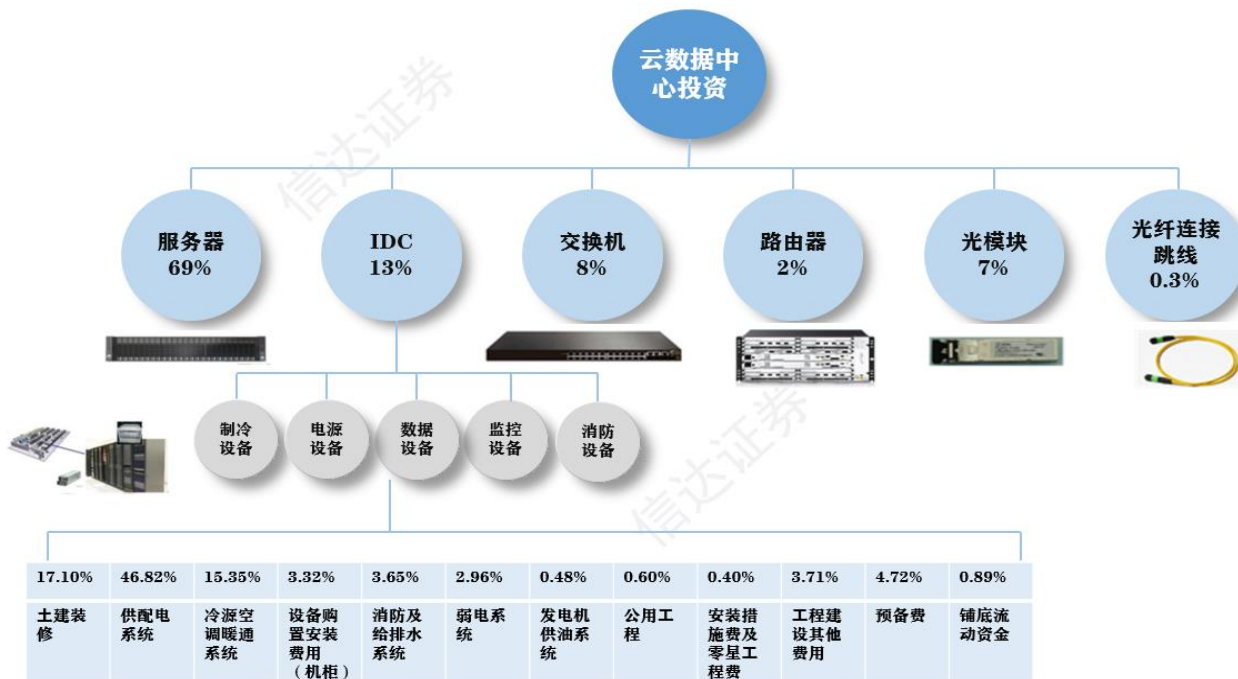 云数据中
心投资
服务器
69%
IDC
13%
交换机
8%
路由器
2%
光模块
7%
光纤连接
跳线
0.3%
制冷
设备
电源
设备
数据
设备
监控
设备
消防
设备
17.10% 46.82% 15.35% 3.32% 3.65% 2.96% 0.48% 0.60% 0.40% 3.71% 4.72% 0.89%
土建装
修
供配电
系统
冷源空
调暖通
系统
设备购
置安装
费用
（机柜）
消防及
给排水
系统
弱电系
统
发电机
供油系
统
公用工
程
安装措
施费及
零星工
程费
工程建
设其他
费用
预备费
铺底流
动资金
信达证券
信达证券